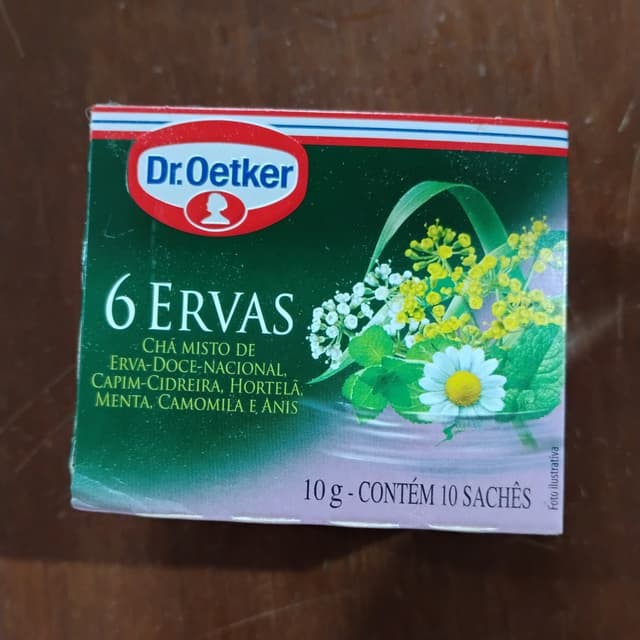 Dr.Oetker
6 ERVAS
CHÁ MISTO DE
ERVA-DOCE-NACIONAL,
CAPIM-CIDREIRA, HORTELÃ,
MENTA, CAMOMILA E ANIS
10 g - CONTÉM 10 SACHÊS
Foto ilustrativa